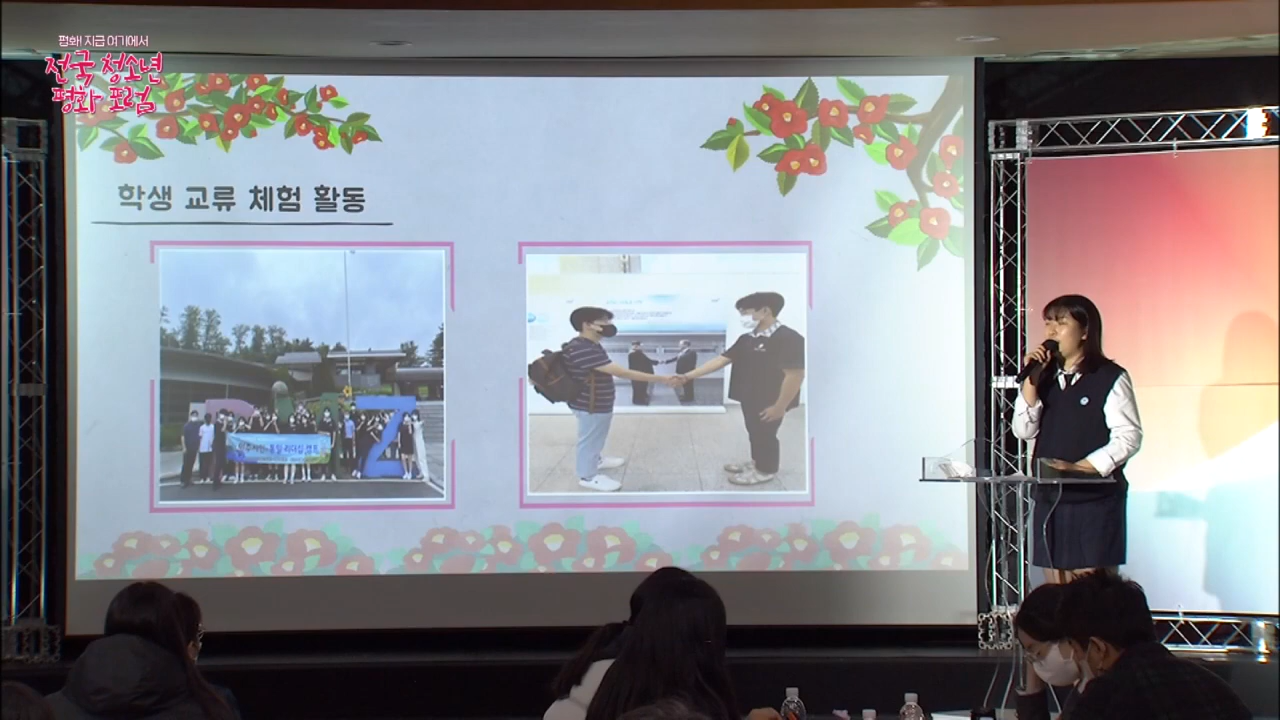 평화! 지금 여기에서
전국 청소년
평화 포럼
학생 교류 체험 활동